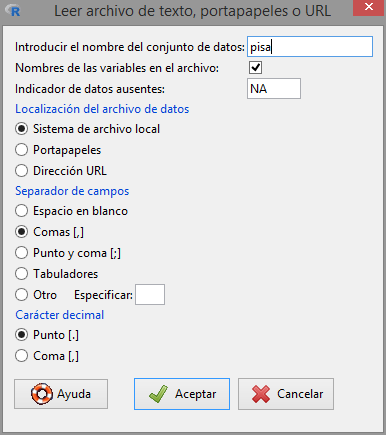 Leer archivo de texto, portapapeles o URL
Introducir el nombre del conjunto de datos: pisa
Nombres de las variables en el archivo:
Indicador de datos ausentes: NA
Localización del archivo de datos
Sistema de archivo local
Portapapeles
Dirección URL
Separador de campos
Espacio en blanco
Comas [,]
Punto y coma [;]
Tabuladores
Otro Especificar:
Carácter decimal
Punto [.]
Coma [,]
Ayuda Aceptar Cancelar